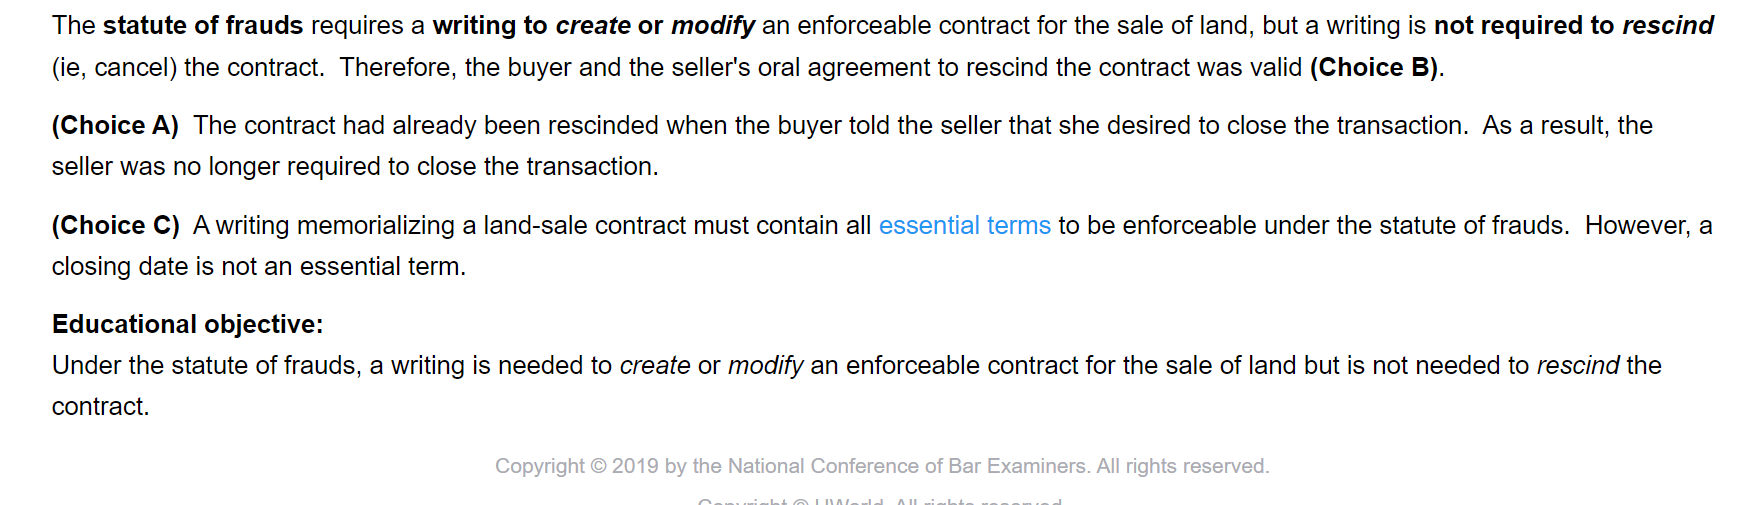 The statute of frauds requires a writing to create or modify an enforceable contract for the sale of land, but a writing is not required to rescind
(ie, cancel) the contract.  Therefore, the buyer and the seller's oral agreement to rescind the contract was valid (Choice B).
(Choice A)  The contract had already been rescinded when the buyer told the seller that she desired to close the transaction.  As a result, the
seller was no longer required to close the transaction.
(Choice C)  A writing memorializing a land-sale contract must contain all essential terms to be enforceable under the statute of frauds.  However, a
closing date is not an essential term.
Educational objective:
Under the statute of frauds, a writing is needed to create or modify an enforceable contract for the sale of land but is not needed to rescind the
contract.
Copyright © 2019 by the National Conference of Bar Examiners. All rights reserved.
Copyright © UWorld. All rights reserved.